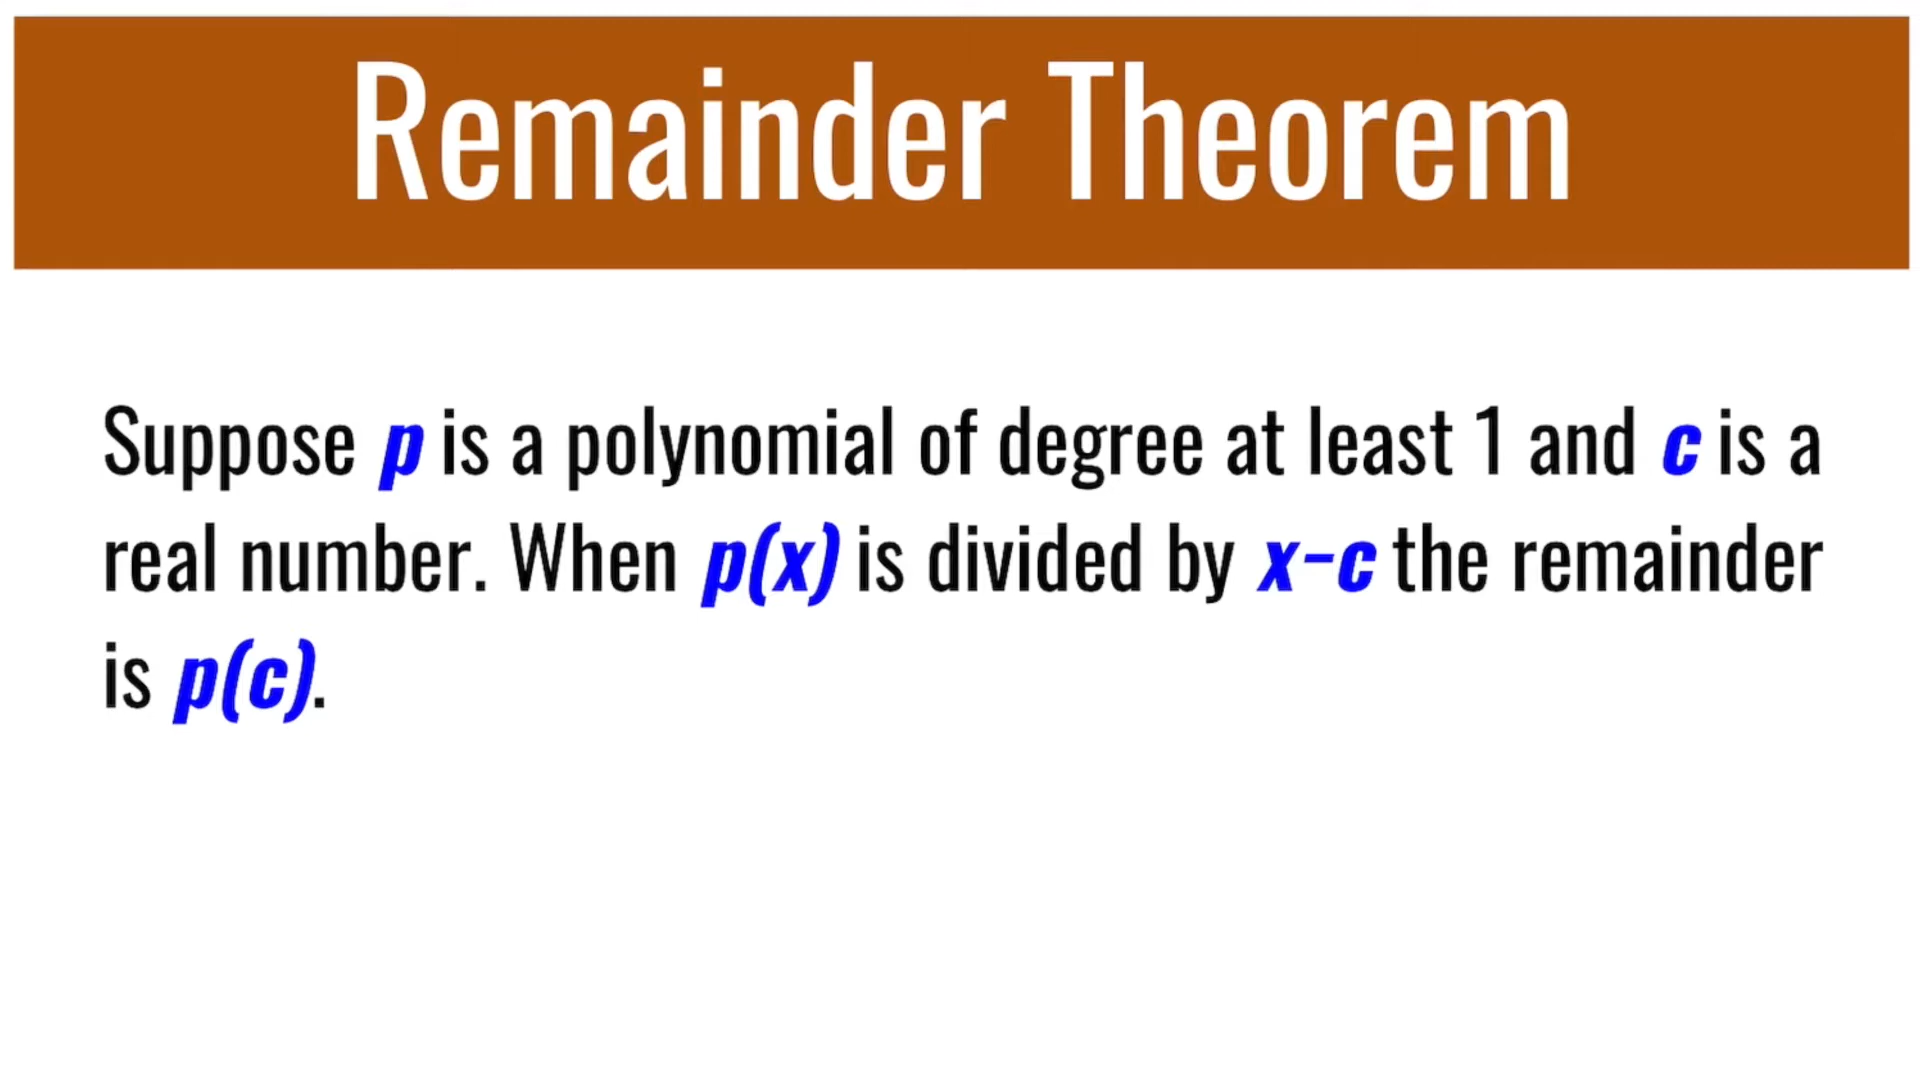 Remainder Theorem
Suppose p is a polynomial of degree at least 1 and c is a
real number. When p(x) is divided by x−c the remainder
is p(c).